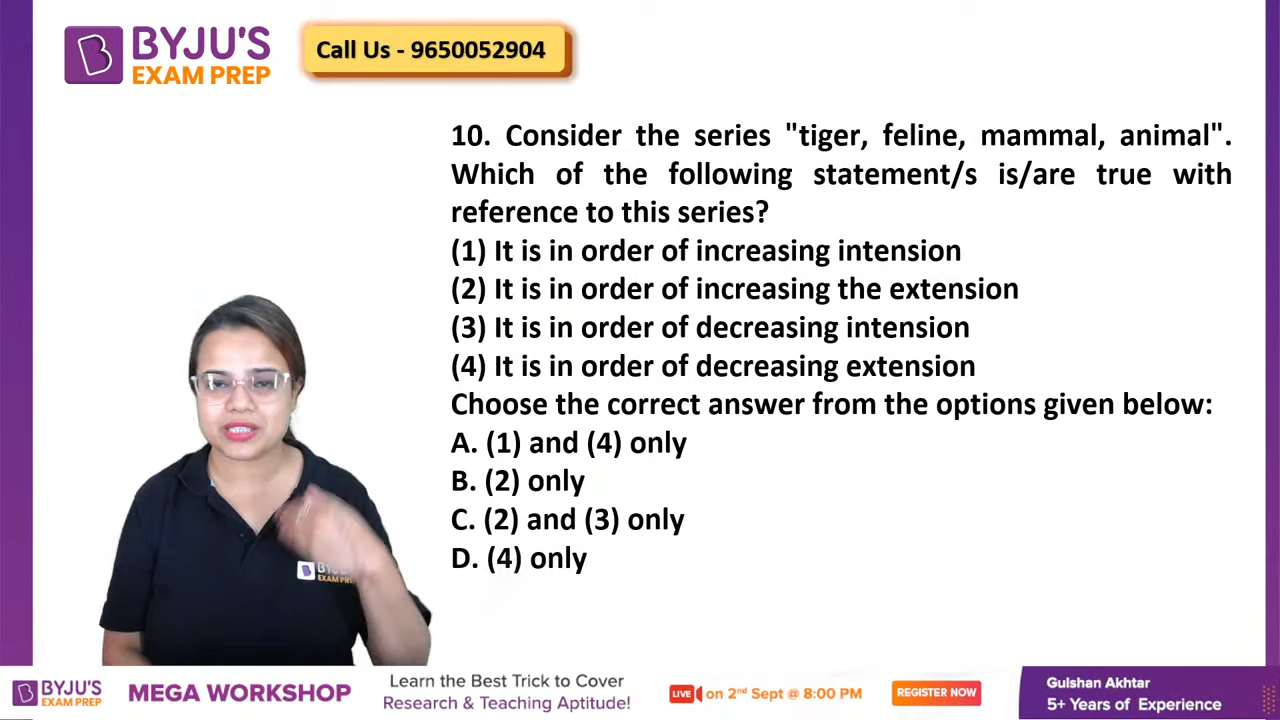 BYJU'S
EXAM PREP
Call Us - 9650052904
10. Consider the series "tiger, feline, mammal, animal".
Which of the following statement/s is/are true with
reference to this series?
(1) It is in order of increasing intension
(2) It is in order of increasing the extension
(3) It is in order of decreasing intension
(4) It is in order of decreasing extension
Choose the correct answer from the options given below:
A. (1) and (4) only
B. (2) only
C. (2) and (3) only
D. (4) only
BYJU'S
EXAM PREP
MEGA WORKSHOP
Learn the Best Trick to Cover
Research & Teaching Aptitude!
LIVE on 2nd Sept @ 8:00 PM
REGISTER NOW
Gulshan Akhtar
5+ Years of Experience